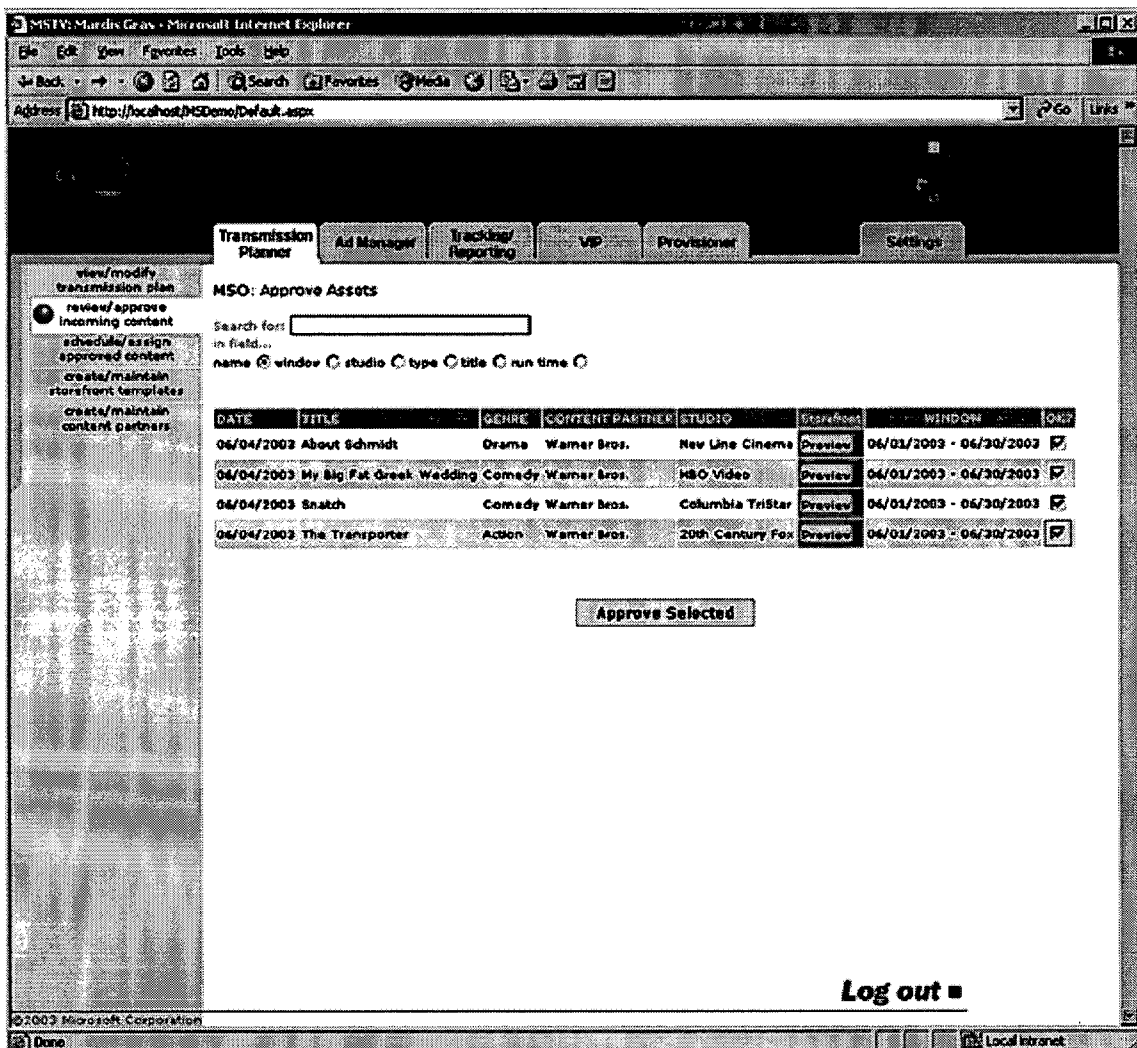 MSTV: Mardis Gras - Microsoft Internet Explorer
File Edit View Favorites Tools Help
Back Search Favorites Media
Address http://localhost/MSDemo/Default.aspx Go Links »
Transmission Planner Ad Manager Tracking/ Reporting VIP Provisioner Settings
view/modify
transmission plan
review/approve
incoming content
schedule/assign
approved content
create/maintain
storefront templates
create/maintain
content partners
MSO: Approve Assets
Search for:
in field...
name window studio type title run time
DATE TITLE GENRE CONTENT PARTNER STUDIO Storefront WINDOW OK?
06/04/2003 About Schmidt Drama Warner Bros. New Line Cinema Preview 06/01/2003 - 06/30/2003
06/04/2003 My Big Fat Greek Wedding Comedy Warner Bros. HBO Video Preview 06/01/2003 - 06/30/2003
06/04/2003 Snatch Comedy Warner Bros. Columbia TriStar Preview 06/01/2003 - 06/30/2003
06/04/2003 The Transporter Action Warner Bros. 20th Century Fox Preview 06/01/2003 - 06/30/2003
Approve Selected
Log out
©2003 Microsoft Corporation
Done Local intranet